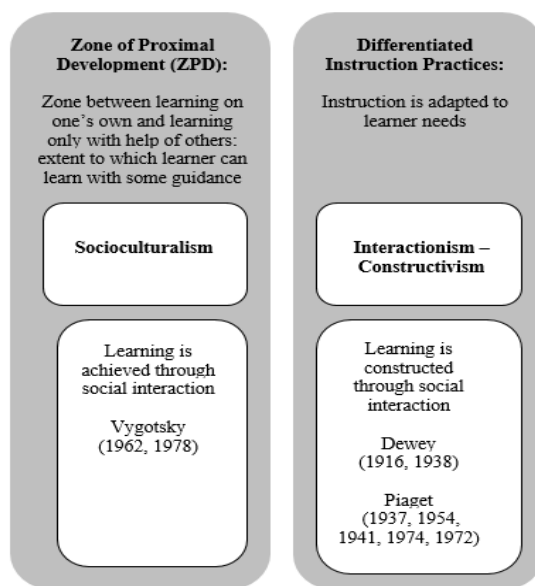 Zone of Proximal
Development (ZPD):
Zone between learning on
one's own and learning
only with help of others:
extent to which learner can
learn with some guidance
Socioculturalism
Learning is
achieved through
social interaction
Vygotsky
(1962, 1978)
Differentiated
Instruction Practices:
Instruction is adapted to
learner needs
Interactionism –
Constructivism
Learning is
constructed
through social
interaction
Dewey
(1916, 1938)
Piaget
(1937, 1954,
1941, 1974, 1972)